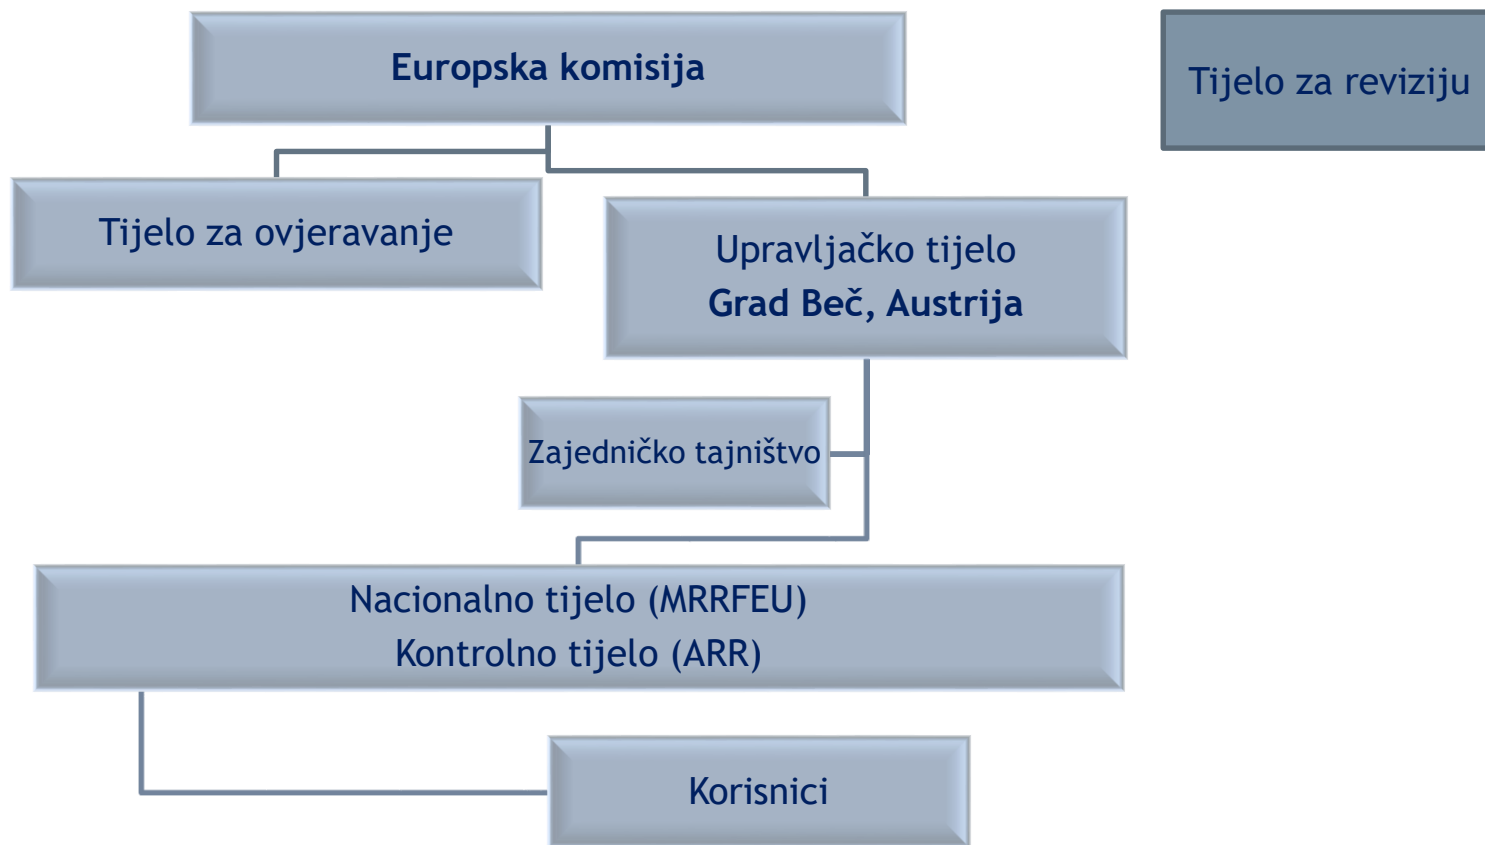 Europska komisija
Tijelo za reviziju
Tijelo za ovjeravanje
Upravljačko tijelo
Grad Beč, Austrija
Zajedničko tajništvo
Nacionalno tijelo (MRRFEU)
Kontrolno tijelo (ARR)
Korisnici